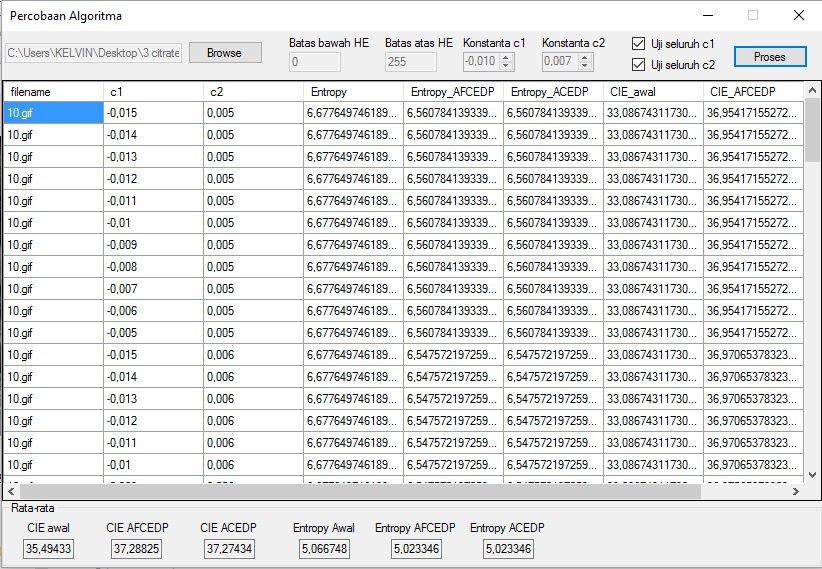 Percobaan Algoritma
C:\Users\KELVIN\Desktop\3 citrate
Browse
Batas bawah HE
0
Batas atas HE
255
Konstanta c1
-0,010
Konstanta c2
0,007
Uji seluruh c1
Uji seluruh c2
Proses
filename c1 c2 Entropy Entropy_AFCEDP Entropy_ACEDP CIE_awal CIE_AFCEDP
10.gif -0,015 0,005 6,677649746189... 6,560784139339... 6,560784139339... 33,08674311730... 36,95417155272...
10.gif -0,014 0,005 6,677649746189... 6,560784139339... 6,560784139339... 33,08674311730... 36,95417155272...
10.gif -0,013 0,005 6,677649746189... 6,560784139339... 6,560784139339... 33,08674311730... 36,95417155272...
10.gif -0,012 0,005 6,677649746189... 6,560784139339... 6,560784139339... 33,08674311730... 36,95417155272...
10.gif -0,011 0,005 6,677649746189... 6,560784139339... 6,560784139339... 33,08674311730... 36,95417155272...
10.gif -0,01 0,005 6,677649746189... 6,560784139339... 6,560784139339... 33,08674311730... 36,95417155272...
10.gif -0,009 0,005 6,677649746189... 6,560784139339... 6,560784139339... 33,08674311730... 36,95417155272...
10.gif -0,008 0,005 6,677649746189... 6,560784139339... 6,560784139339... 33,08674311730... 36,95417155272...
10.gif -0,007 0,005 6,677649746189... 6,560784139339... 6,560784139339... 33,08674311730... 36,95417155272...
10.gif -0,006 0,005 6,677649746189... 6,560784139339... 6,560784139339... 33,08674311730... 36,95417155272...
10.gif -0,005 0,005 6,677649746189... 6,560784139339... 6,560784139339... 33,08674311730... 36,95417155272...
10.gif -0,015 0,006 6,677649746189... 6,547572197259... 6,547572197259... 33,08674311730... 36,97065378323...
10.gif -0,014 0,006 6,677649746189... 6,547572197259... 6,547572197259... 33,08674311730... 36,97065378323...
10.gif -0,013 0,006 6,677649746189... 6,547572197259... 6,547572197259... 33,08674311730... 36,97065378323...
10.gif -0,012 0,006 6,677649746189... 6,547572197259... 6,547572197259... 33,08674311730... 36,97065378323...
10.gif -0,011 0,006 6,677649746189... 6,547572197259... 6,547572197259... 33,08674311730... 36,97065378323...
10.gif -0,01 0,006 6,677649746189... 6,547572197259... 6,547572197259... 33,08674311730... 36,97065378323...
Rata-rata
CIE awal CIE AFCEDP CIE ACEDP Entropy Awal Entropy AFCEDP Entropy ACEDP
35,49433 37,28825 37,27434 5,066748 5,023346 5,023346